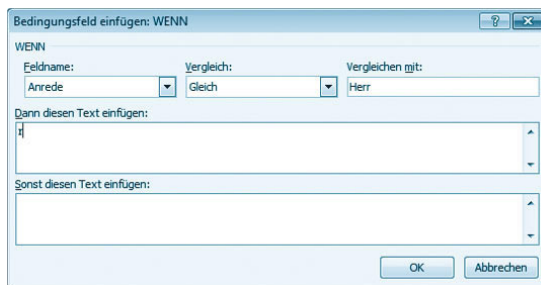 Bedingungsfeld einfügen: WENN
WENN
Feldname: Vergleich: Vergleichen mit:
Anrede Gleich Herr
Dann diesen Text einfügen:
r
Sonst diesen Text einfügen:
OK Abbrechen